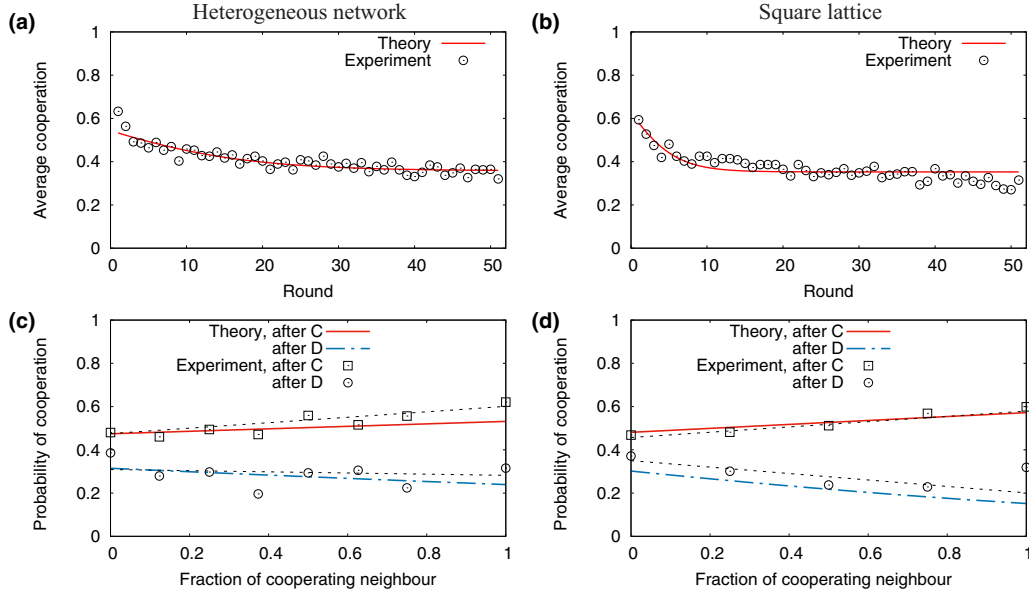 Heterogeneous network
Square lattice
(a)
Average cooperation
1
0.8
0.6
0.4
0.2
0
0 10 20 30 40 50
Round
Theory
Experiment
(b)
Average cooperation
1
0.8
0.6
0.4
0.2
0
0 10 20 30 40 50
Round
Theory
Experiment
(c)
Probability of cooperation
1
0.8
0.6
0.4
0.2
0
0 0.2 0.4 0.6 0.8 1
Fraction of cooperating neighbour
Theory, after C
after D
Experiment, after C
after D
(d)
Probability of cooperation
1
0.8
0.6
0.4
0.2
0
0 0.2 0.4 0.6 0.8 1
Fraction of cooperating neighbour
Theory, after C
after D
Experiment, after C
after D